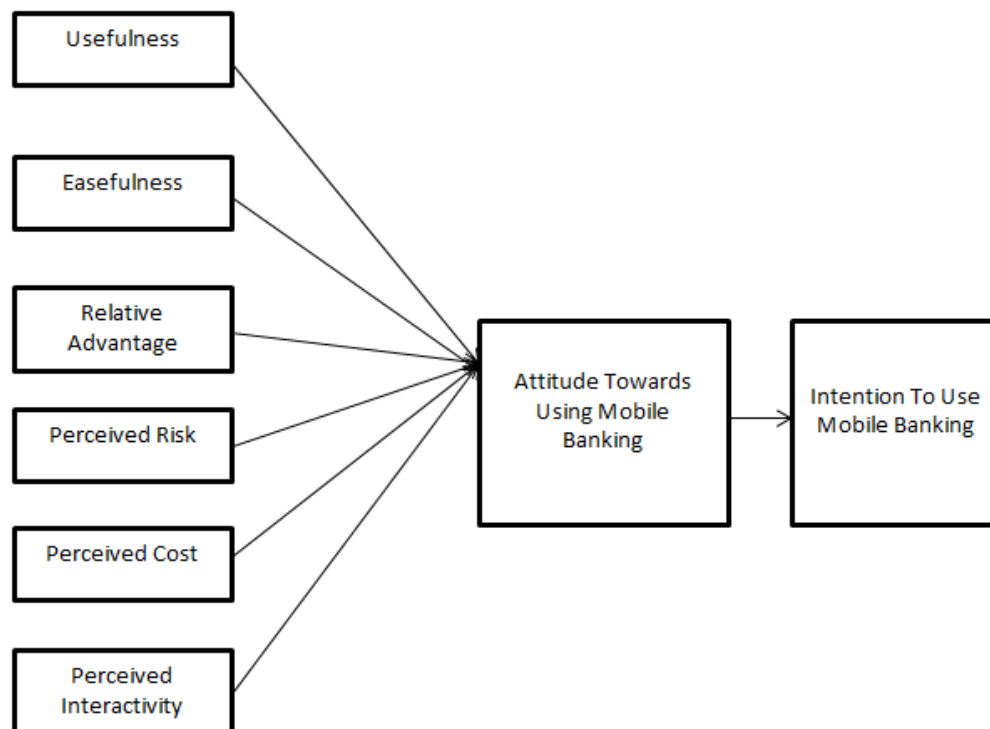 Usefulness
Easefulness
Relative
Advantage
Perceived Risk
Perceived Cost
Perceived
Interactivity
Attitude Towards
Using Mobile
Banking
Intention To Use
Mobile Banking